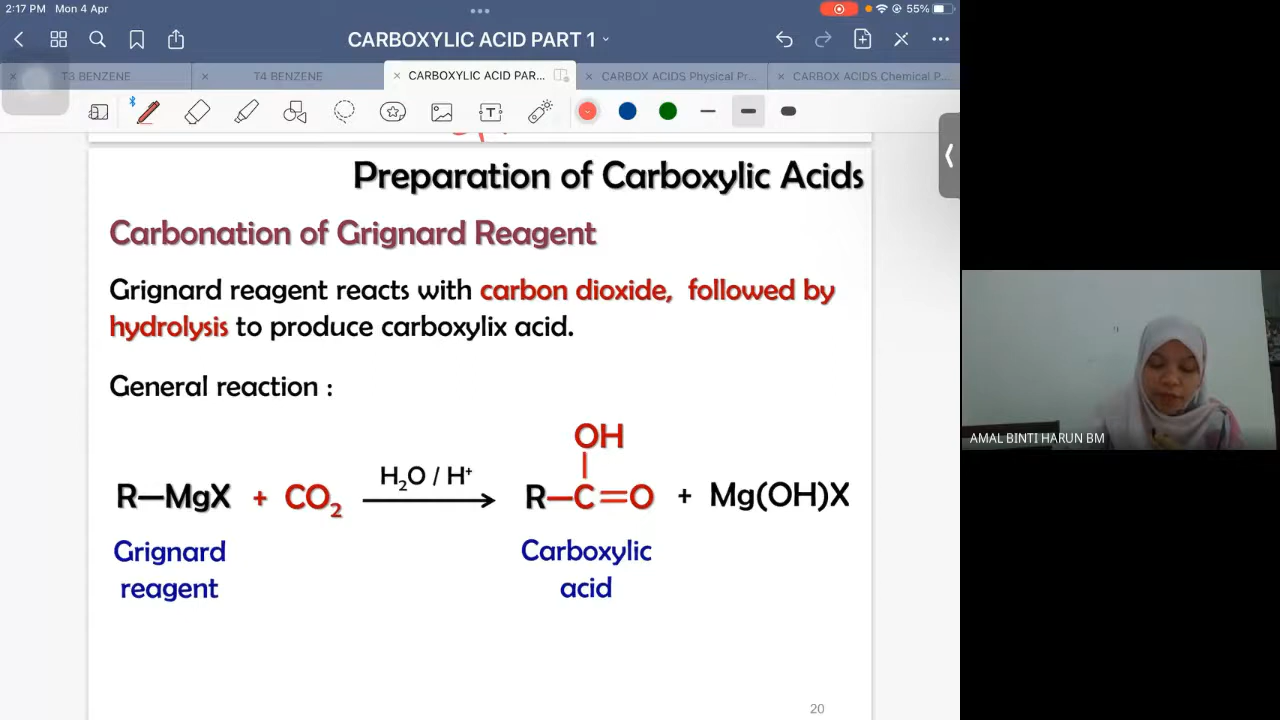 2:17 PM Mon 4 Apr
55%
CARBOXYLIC ACID PART 1
T3 BENZENE
T4 BENZENE
CARBOXYLIC ACID PAR...
CARBOX ACIDS Physical Pr...
CARBOX ACIDS Chemical P...
Preparation of Carboxylic Acids
Carbonation of Grignard Reagent
Grignard reagent reacts with carbon dioxide, followed by
hydrolysis to produce carboxylix acid.
General reaction :
OH
H₂O / H⁺
R—MgX + CO₂ R—C=O + Mg(OH)X
Grignard Carboxylic
reagent acid
20
AMAL BINTI HARUN BM